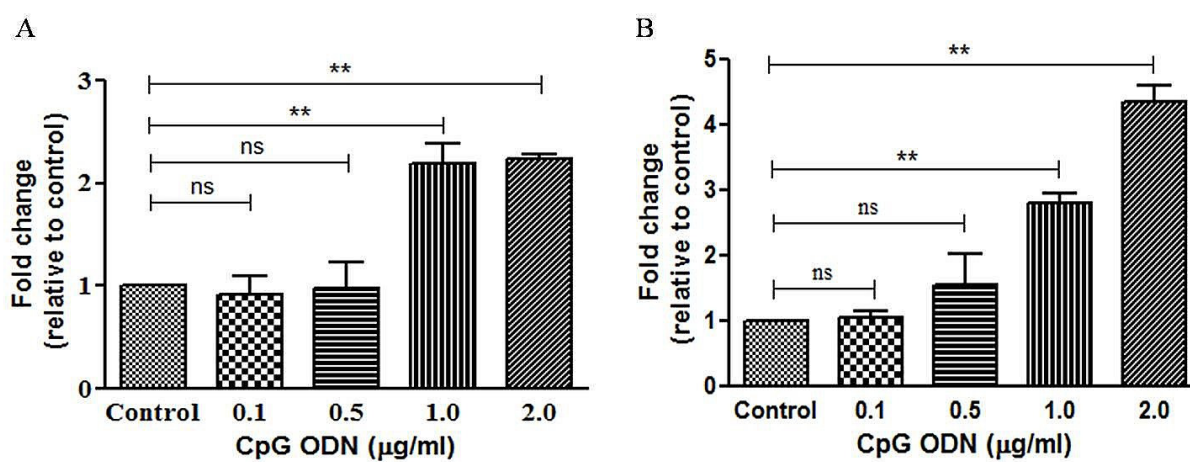 A
Fold change
(relative to control)
3
2
1
0
**
**
ns
ns
Control 0.1 0.5 1.0 2.0
CpG ODN (μg/ml)
B
Fold change
(relative to control)
5
4
3
2
1
0
**
**
ns
ns
Control 0.1 0.5 1.0 2.0
CpG ODN (μg/ml)